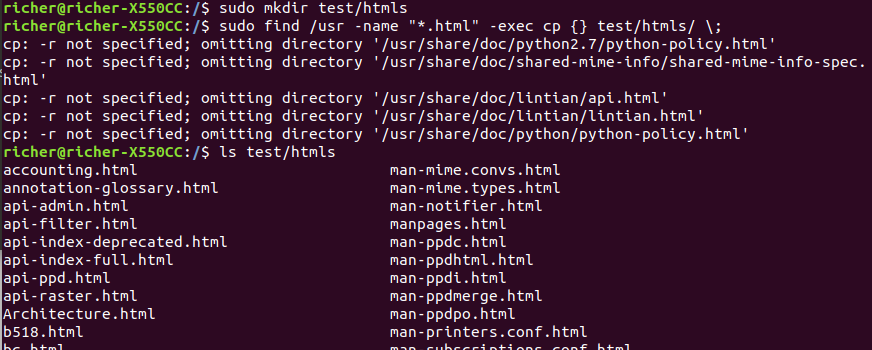 richer@richer-X550CC:/$ sudo mkdir test/htmls
richer@richer-X550CC:/$ sudo find /usr -name "*.html" -exec cp {} test/htmls/ \;
cp: -r not specified; omitting directory '/usr/share/doc/python2.7/python-policy.html'
cp: -r not specified; omitting directory '/usr/share/doc/shared-mime-info/shared-mime-info-spec.
html'
cp: -r not specified; omitting directory '/usr/share/doc/lintian/api.html'
cp: -r not specified; omitting directory '/usr/share/doc/lintian/lintian.html'
cp: -r not specified; omitting directory '/usr/share/doc/python/python-policy.html'
richer@richer-X550CC:/$ ls test/htmls
accounting.html man-mime.convs.html
annotation-glossary.html man-mime.types.html
api-admin.html man-notifier.html
api-filter.html manpages.html
api-index-deprecated.html man-ppdc.html
api-index-full.html man-ppdhtml.html
api-ppd.html man-ppdi.html
api-raster.html man-ppdmerge.html
Architecture.html man-ppdpo.html
b518.html man-printers.conf.html
bc.html man-subscriptions.conf.html